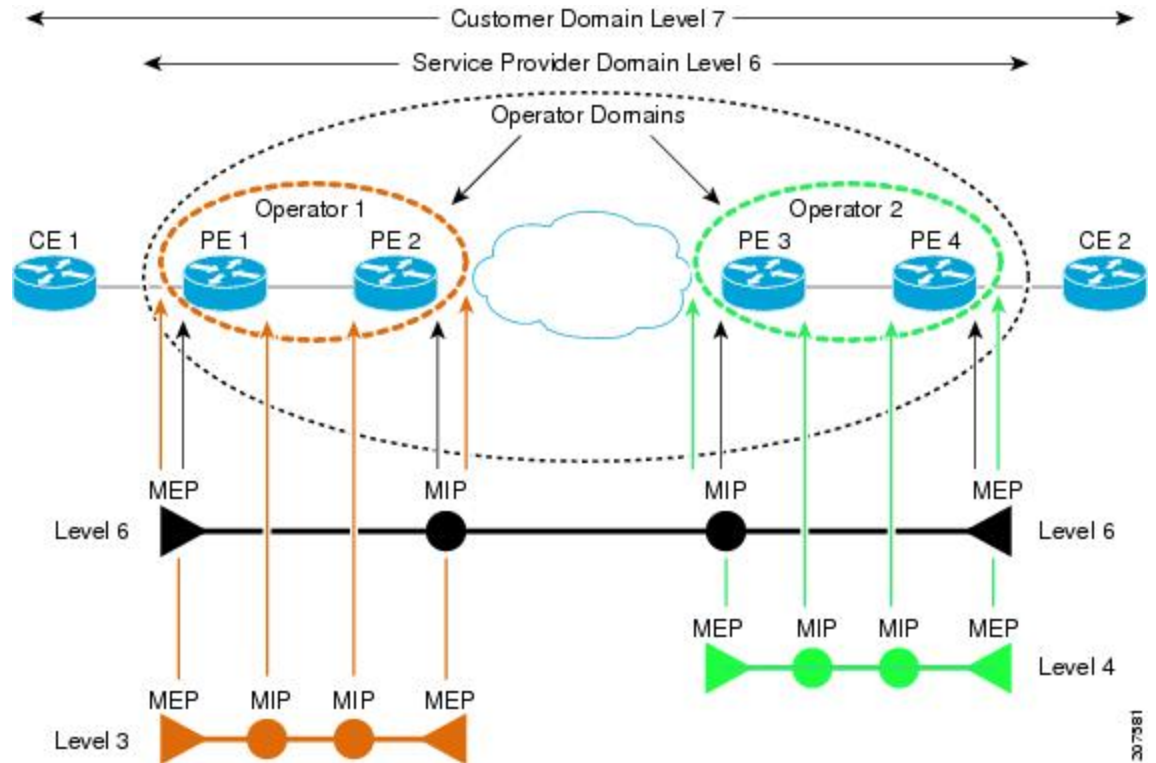 Customer Domain Level 7
Service Provider Domain Level 6
Operator Domains
Operator 1
Operator 2
CE 1
PE 1
PE 2
PE 3
PE 4
CE 2
MEP
MIP
MIP
MEP
Level 6
Level 6
MEP
MIP
MIP
MEP
Level 4
MEP
MIP
MIP
MEP
Level 3
207581